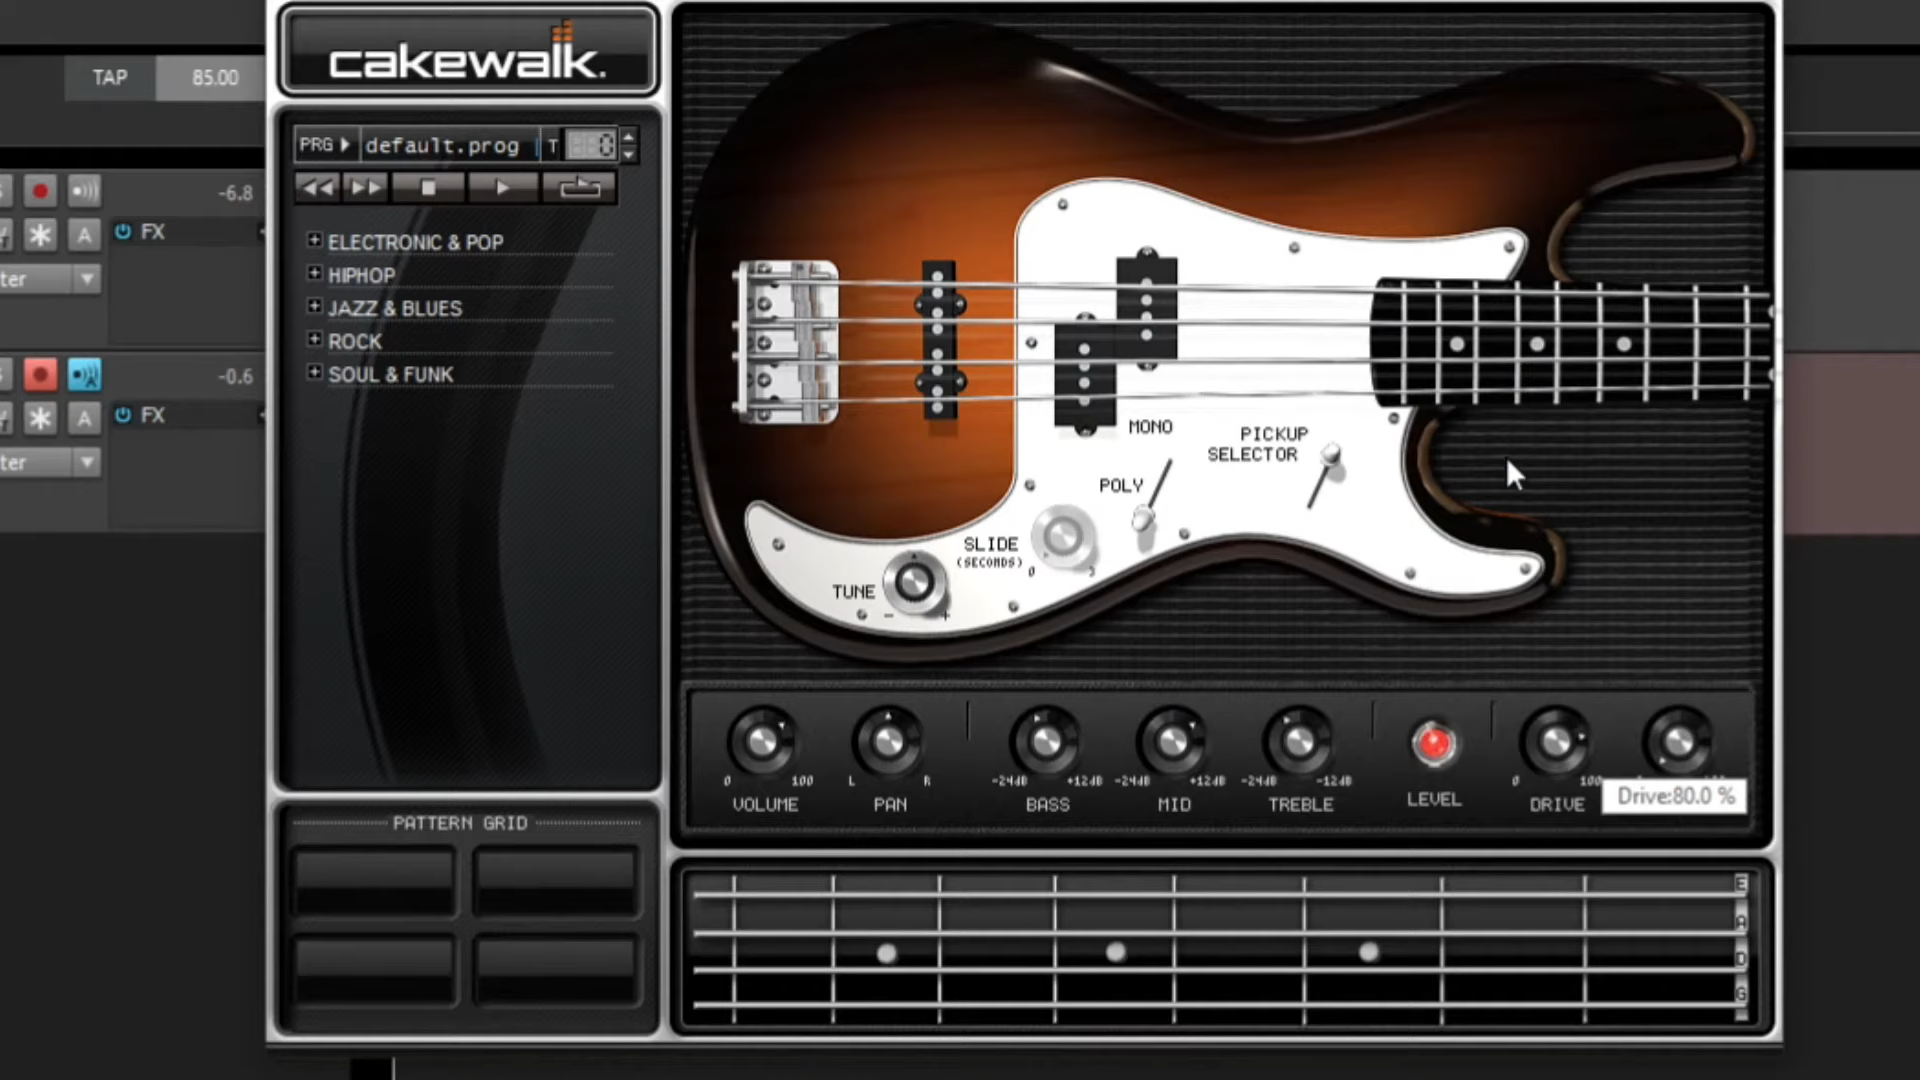 cakewalk.
TAP 85.00
PRG default.prog T 0
-6.8
A FX
ter
-0.6
A FX
ter
ELECTRONIC & POP
HIPHOP
JAZZ & BLUES
ROCK
SOUL & FUNK
MONO
POLY
PICKUP
SELECTOR
SLIDE
(SECONDS)
0
TUNE
- +
0 100 L R -24dB +12dB -24dB +12dB -24dB -12dB 0 100
VOLUME PAN BASS MID TREBLE LEVEL DRIVE
Drive:80.0 %
PATTERN GRID
E
A
D
G